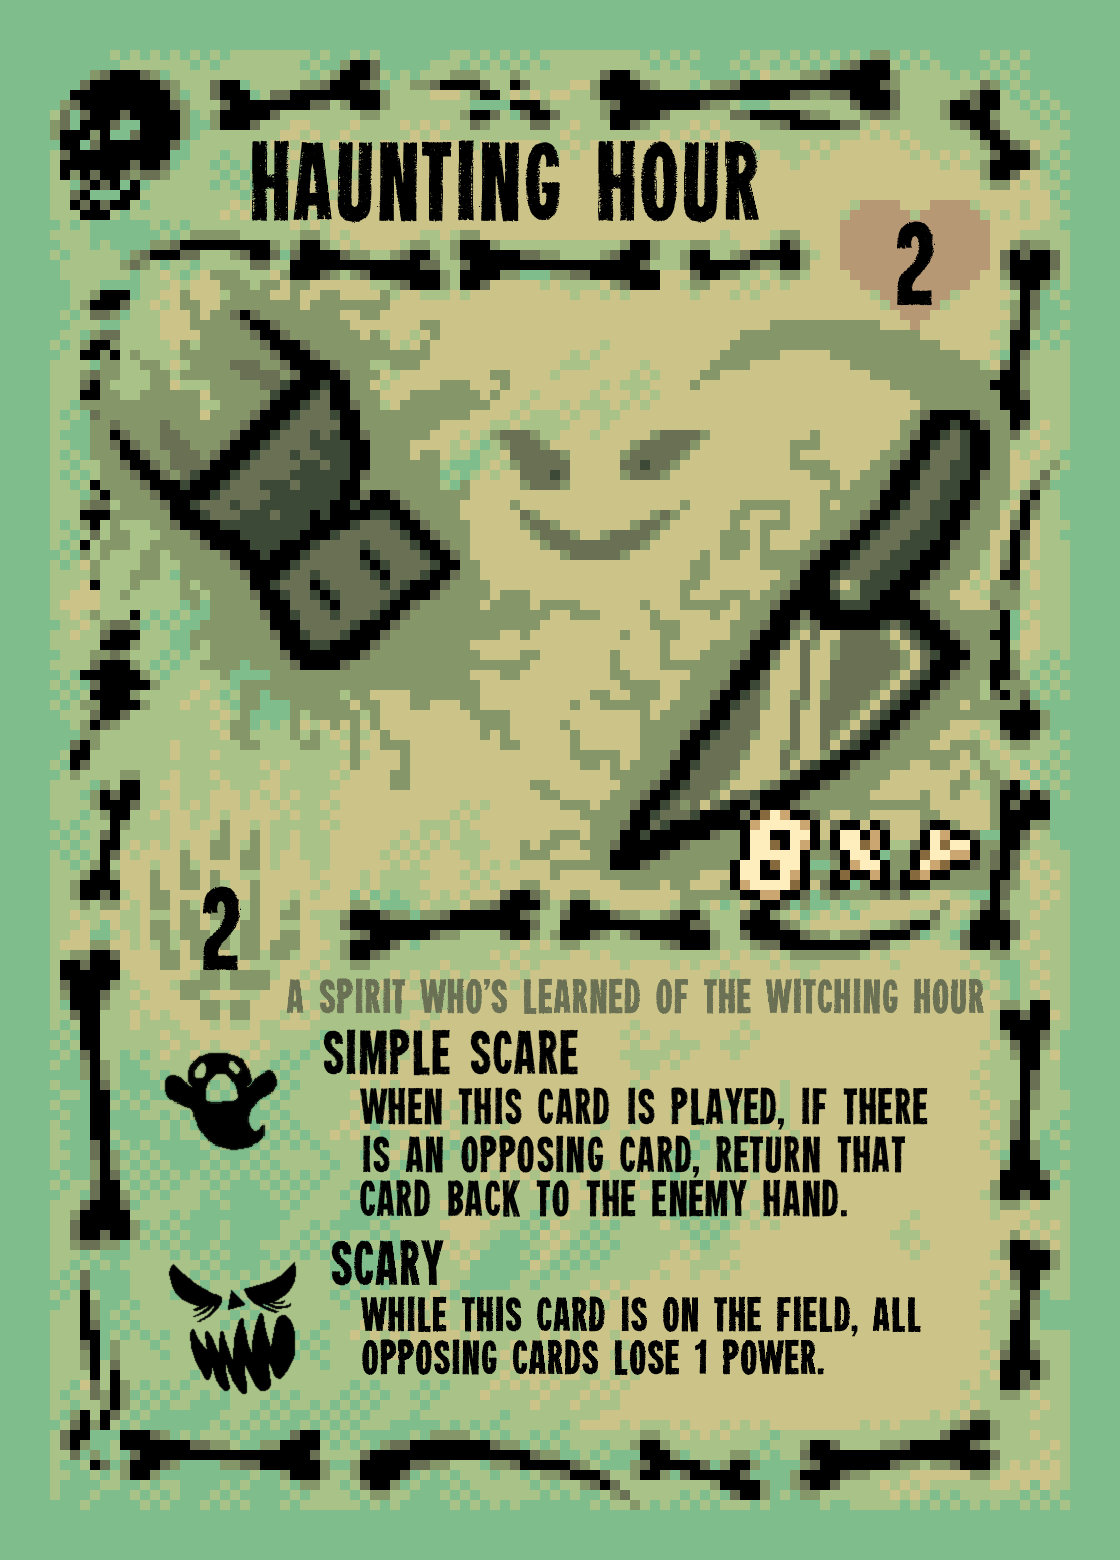 HAUNTING HOUR
2
8 x
2
A SPIRIT WHO'S LEARNED OF THE WITCHING HOUR
SIMPLE SCARE
WHEN THIS CARD IS PLAYED, IF THERE
IS AN OPPOSING CARD, RETURN THAT
CARD BACK TO THE ENEMY HAND.
SCARY
WHILE THIS CARD IS ON THE FIELD, ALL
OPPOSING CARDS LOSE 1 POWER.